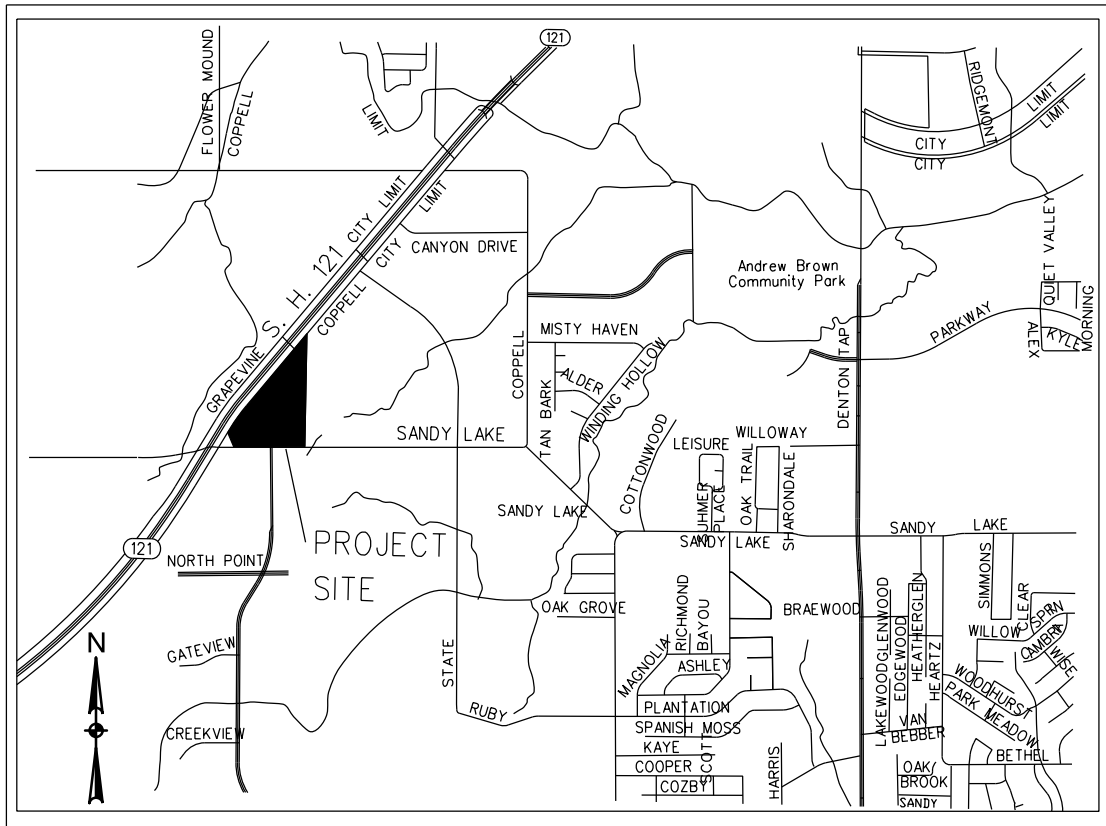 121
FLOWER MOUND
COPPELL
LIMIT
RIDGEMONT
LIMIT
LIMIT
CITY
CITY
S. H. 121
CITY LIMIT
CITY
LIMIT
GRAPEVINE
COPPELL
CANYON DRIVE
Andrew Brown
Community Park
QUIET VALLEY
MORNING
ALEX
KYLE
PARKWAY
DENTON TAP
MISTY HAVEN
COPPELL
TAN BARK
ALDER
WINDING HOLLOW
SANDY LAKE
COTTONWOOD
LEISURE
WILLOWAY
PLACE
OAK TRAIL
SHARONDALE
SANDY LAKE
SANDY LAKE
SANDY LAKE
121
PROJECT
SITE
NORTH POINT
OAK GROVE
RICHMOND
BAYOU
BRAEWOOD
MAGNOLIA
ASHLEY
LAKEWOOD
GLENWOOD
EDGEWOOD
HEATHERGLEN
HEARTZ
SIMMONS
CLEAR
WILLOW
WISE
WOODHURST
PARK MEADOW
GATEVIEW
STATE
RUBY
PLANTATION
SPANISH MOSS
KAYE
SCOTT
COOPER
COZBY
HARRIS
VAN
BEBBER
BETHEL
OAK
BROOK
SANDY
CREEKVIEW
N